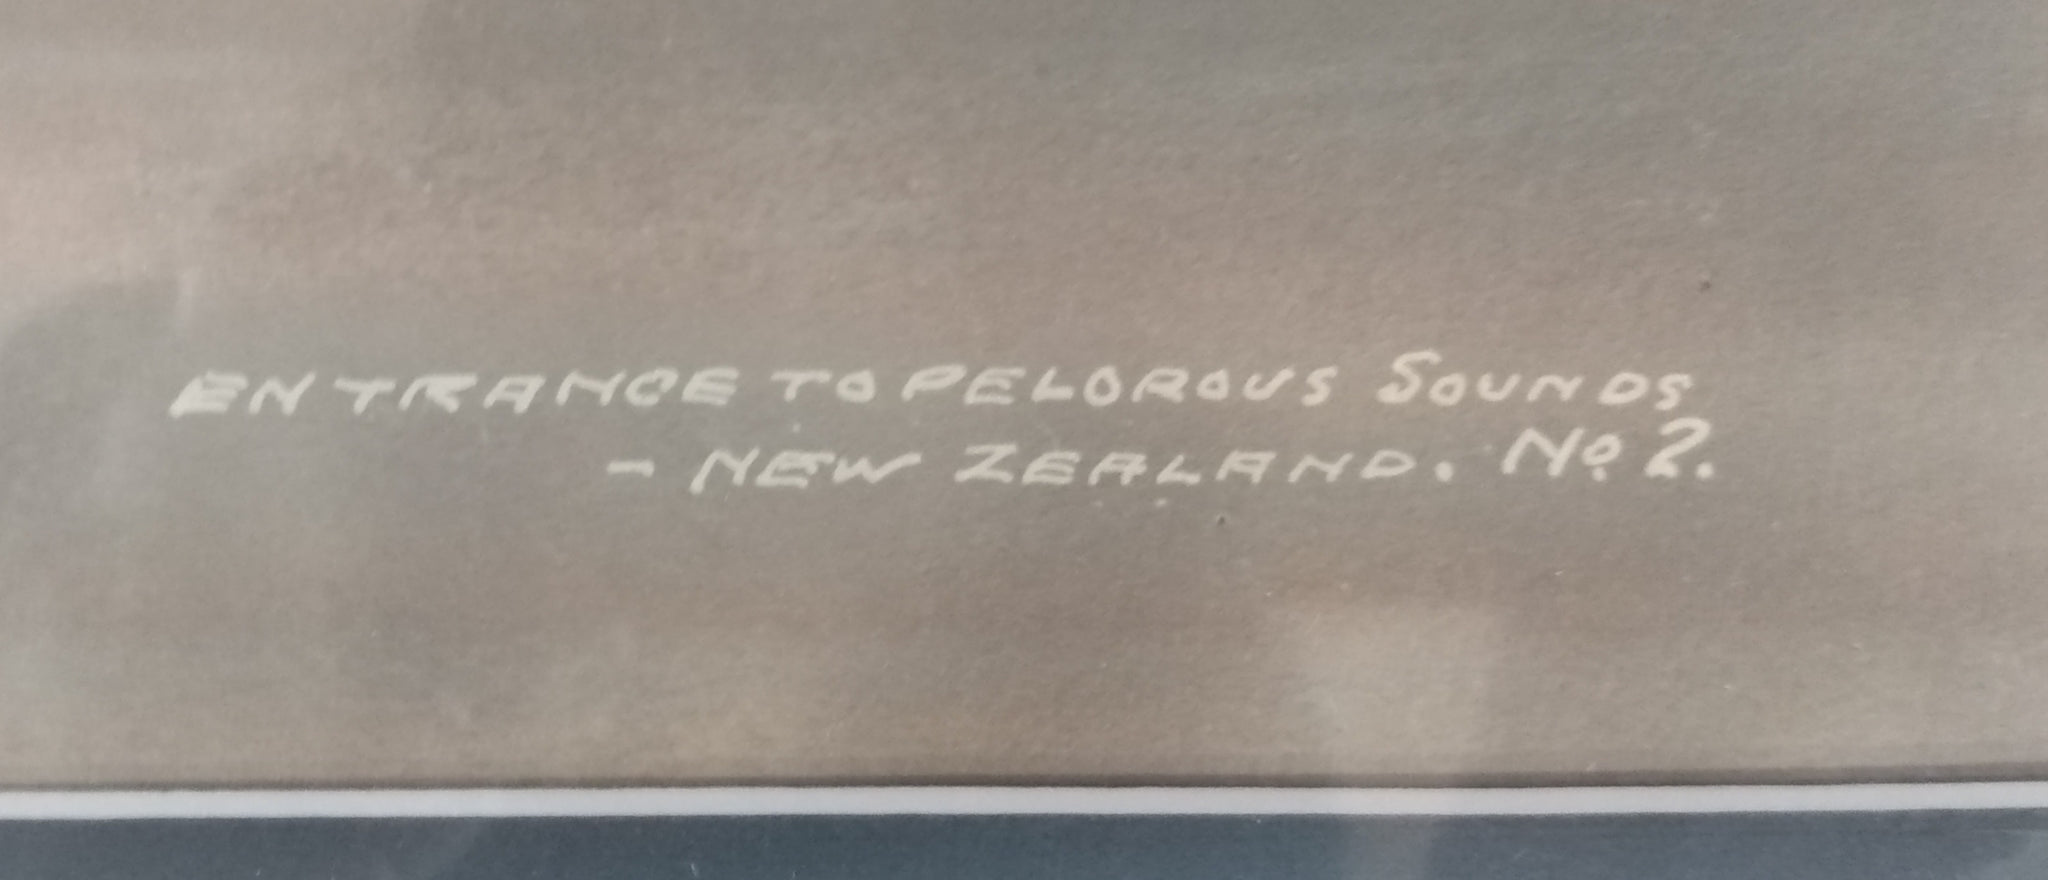 ENTRANCE TO PELOROUS SOUNDS
- NEW ZEALAND. No 2.